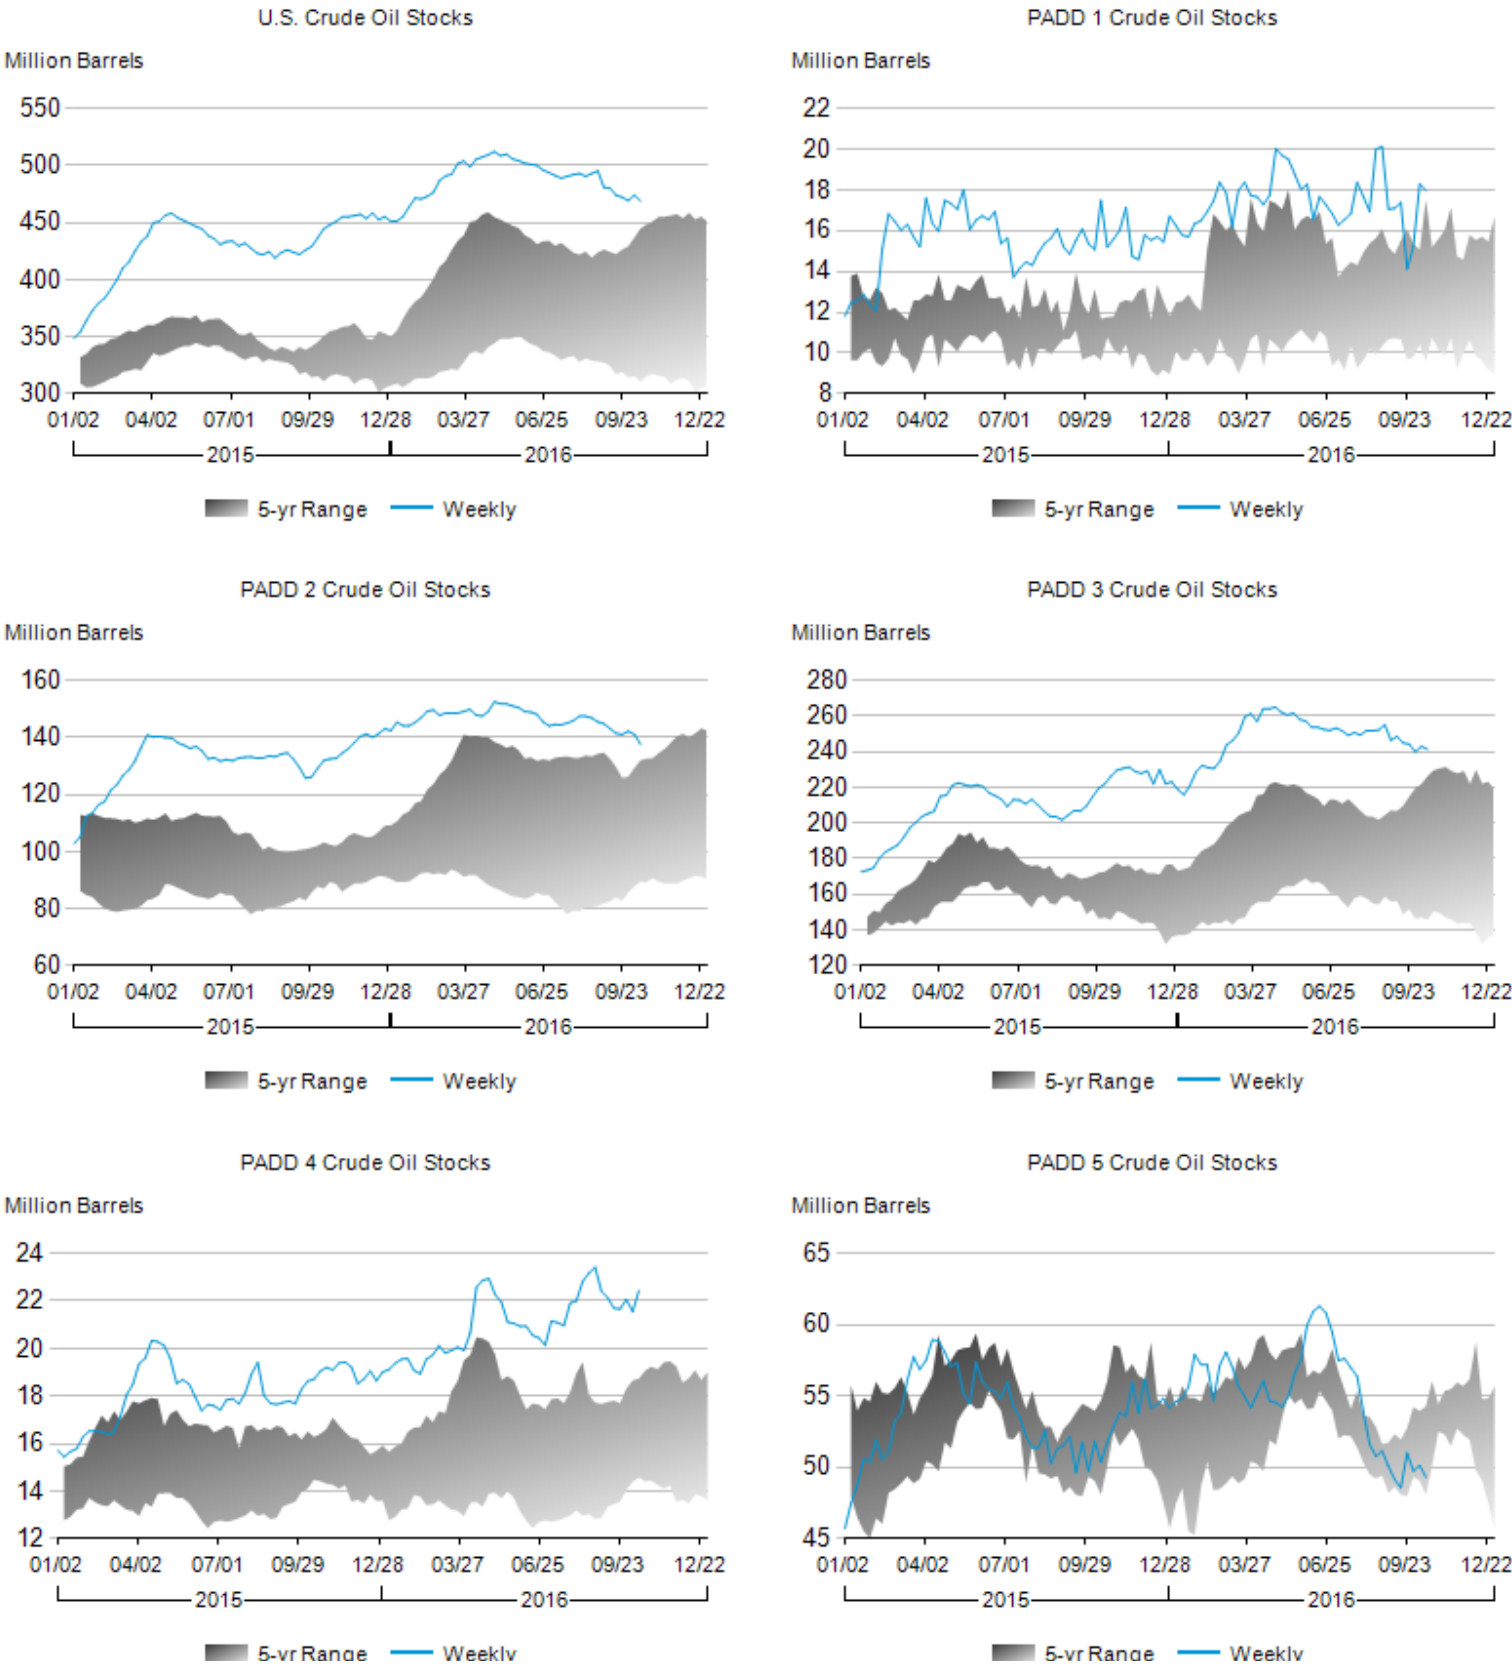 U.S. Crude Oil Stocks
Million Barrels
550
500
450
400
350
300
01/02 04/02 07/01 09/29 12/28 03/27 06/25 09/23 12/22
2015 2016
5-yr Range Weekly
PADD 1 Crude Oil Stocks
Million Barrels
22
20
18
16
14
12
10
8
01/02 04/02 07/01 09/29 12/28 03/27 06/25 09/23 12/22
2015 2016
5-yr Range Weekly
PADD 2 Crude Oil Stocks
Million Barrels
160
140
120
100
80
60
01/02 04/02 07/01 09/29 12/28 03/27 06/25 09/23 12/22
2015 2016
5-yr Range Weekly
PADD 3 Crude Oil Stocks
Million Barrels
280
260
240
220
200
180
160
140
120
01/02 04/02 07/01 09/29 12/28 03/27 06/25 09/23 12/22
2015 2016
5-yr Range Weekly
PADD 4 Crude Oil Stocks
Million Barrels
24
22
20
18
16
14
12
01/02 04/02 07/01 09/29 12/28 03/27 06/25 09/23 12/22
2015 2016
5-yr Range Weekly
PADD 5 Crude Oil Stocks
Million Barrels
65
60
55
50
45
01/02 04/02 07/01 09/29 12/28 03/27 06/25 09/23 12/22
2015 2016
5-yr Range Weekly